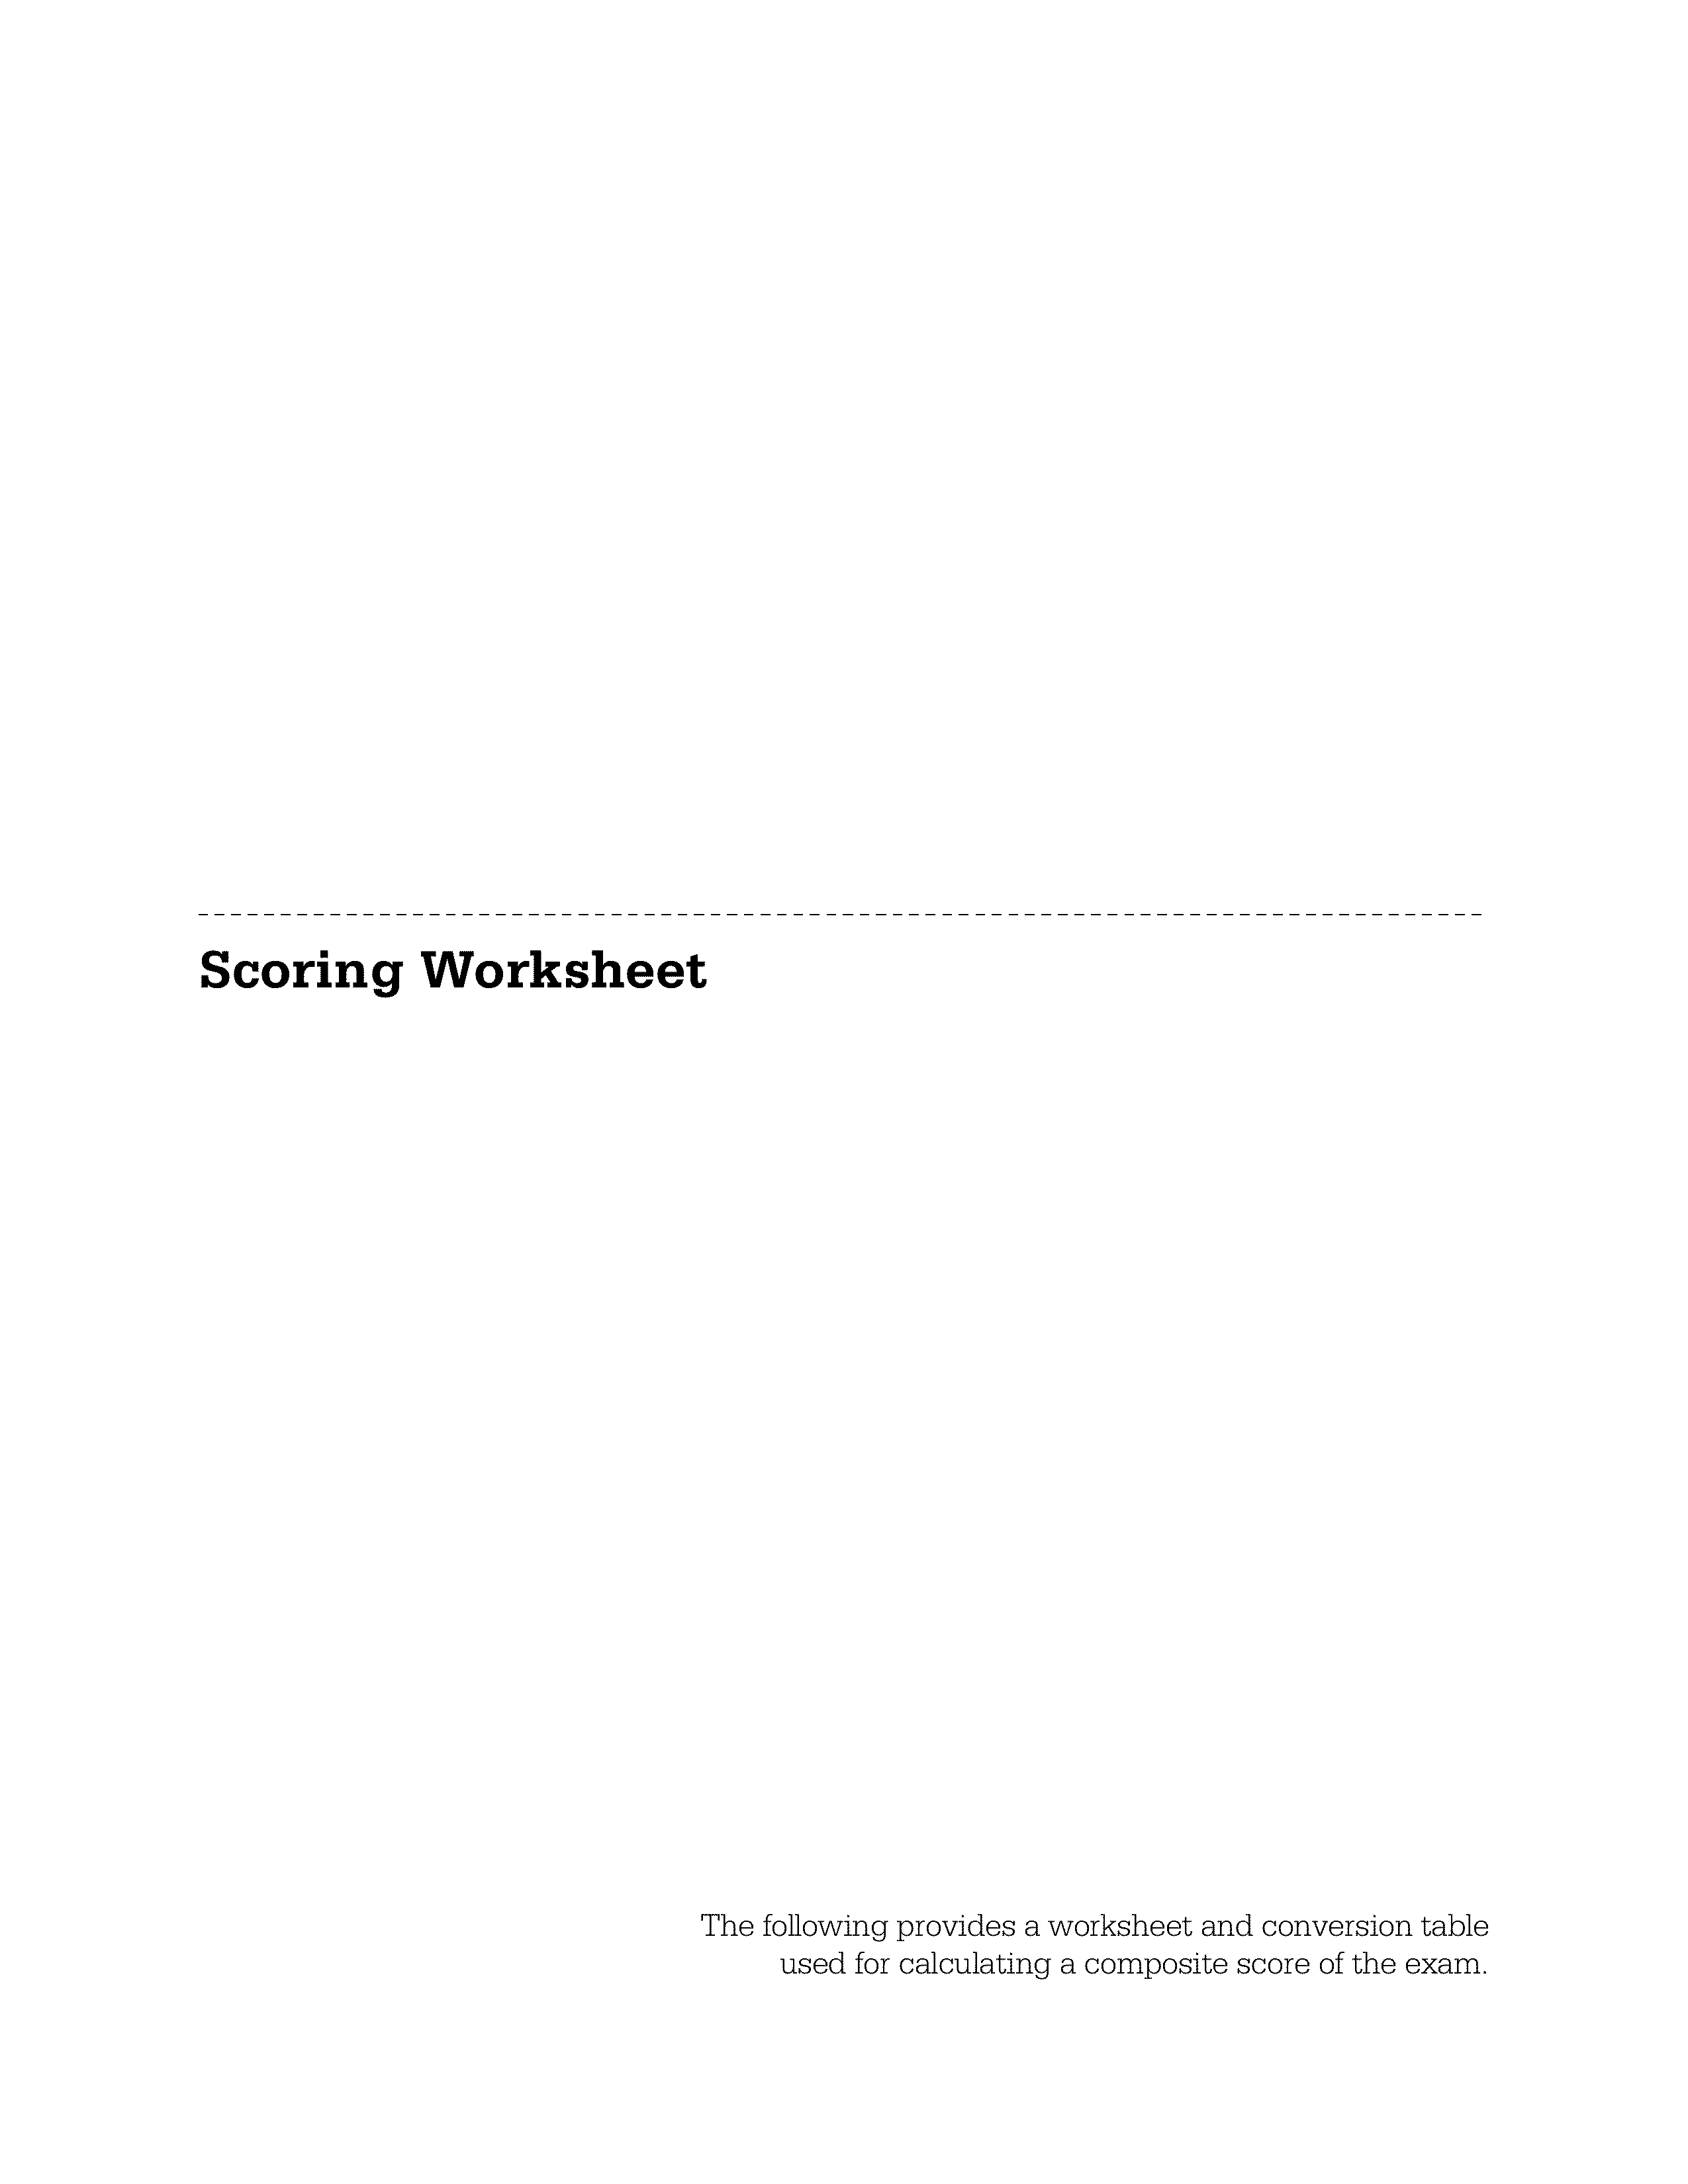 Scoring Worksheet
The following provides a worksheet and conversion table
used for calculating a composite score of the exam.